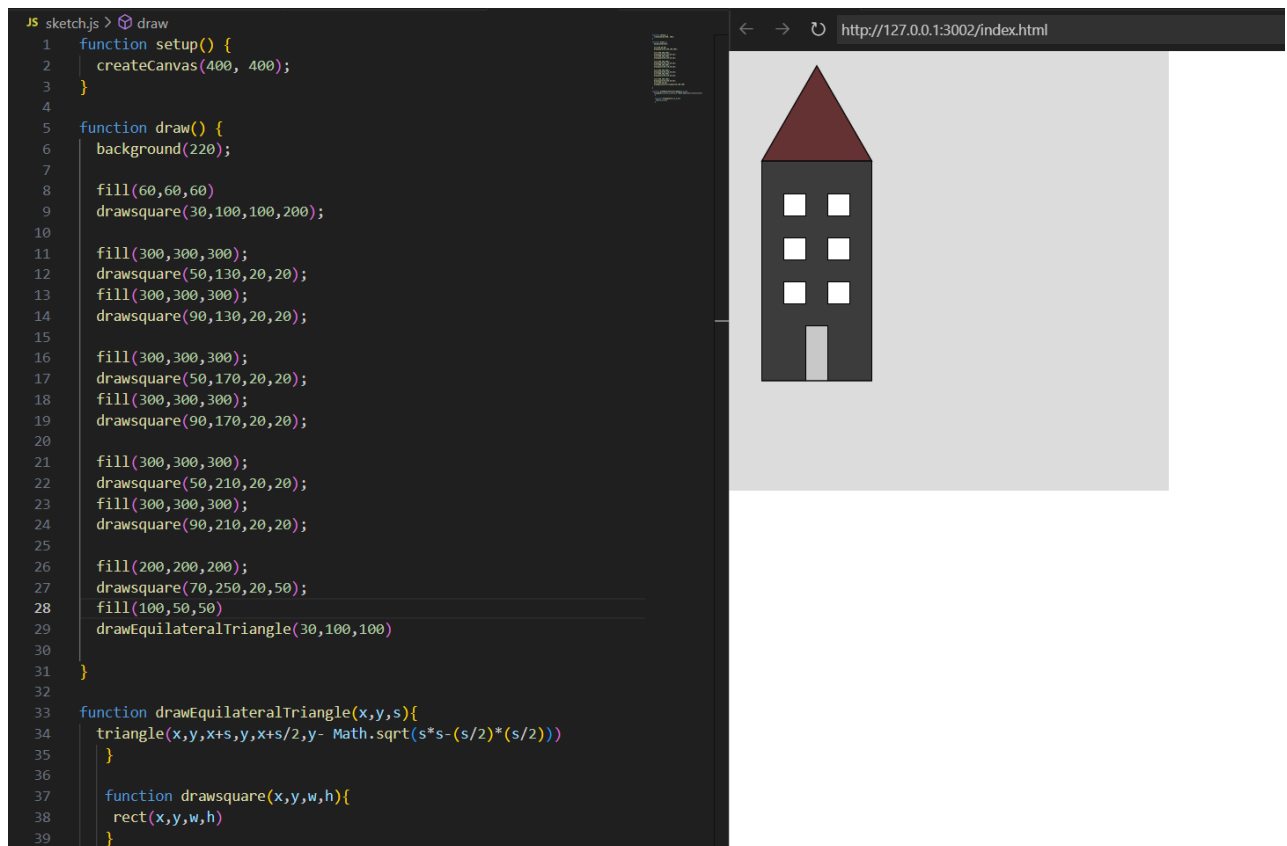 JS sketch.js > draw
1 function setup() {
2 createCanvas(400, 400);
3 }
4
5 function draw() {
6 background(220);
7
8 fill(60,60,60)
9 drawsquare(30,100,100,200);
10
11 fill(300,300,300);
12 drawsquare(50,130,20,20);
13 fill(300,300,300);
14 drawsquare(90,130,20,20);
15
16 fill(300,300,300);
17 drawsquare(50,170,20,20);
18 fill(300,300,300);
19 drawsquare(90,170,20,20);
20
21 fill(300,300,300);
22 drawsquare(50,210,20,20);
23 fill(300,300,300);
24 drawsquare(90,210,20,20);
25
26 fill(200,200,200);
27 drawsquare(70,250,20,50);
28 fill(100,50,50)
29 drawEquilateralTriangle(30,100,100)
30
31 }
32
33 function drawEquilateralTriangle(x,y,s){
34 triangle(x,y,x+s,y,x+s/2,y- Math.sqrt(s*s-(s/2)*(s/2)))
35 }
36
37 function drawsquare(x,y,w,h){
38 rect(x,y,w,h)
39 }
http://127.0.0.1:3002/index.html